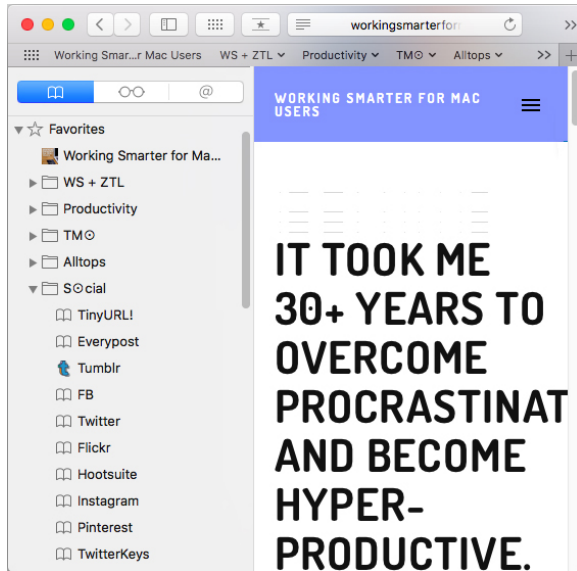 workingsmarterfor
Working Smar...r Mac Users WS + ZTL Productivity TM⊙ Alltops >>
@
Favorites
Working Smarter for Ma...
WS + ZTL
Productivity
TM⊙
Alltops
S⊙cial
TinyURL!
Everypost
Tumblr
FB
Twitter
Flickr
Hootsuite
Instagram
Pinterest
TwitterKeys
WORKING SMARTER FOR MAC
USERS
IT TOOK ME
30+ YEARS TO
OVERCOME
PROCRASTINAT
AND BECOME
HYPER-
PRODUCTIVE.